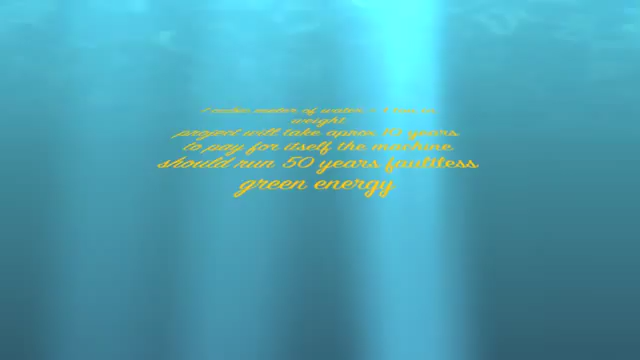 1 cubic meter of water = 1 ton in
weight
project will take aprox 10 years
to pay for itself the machine
should run 50 years faultless
green energy